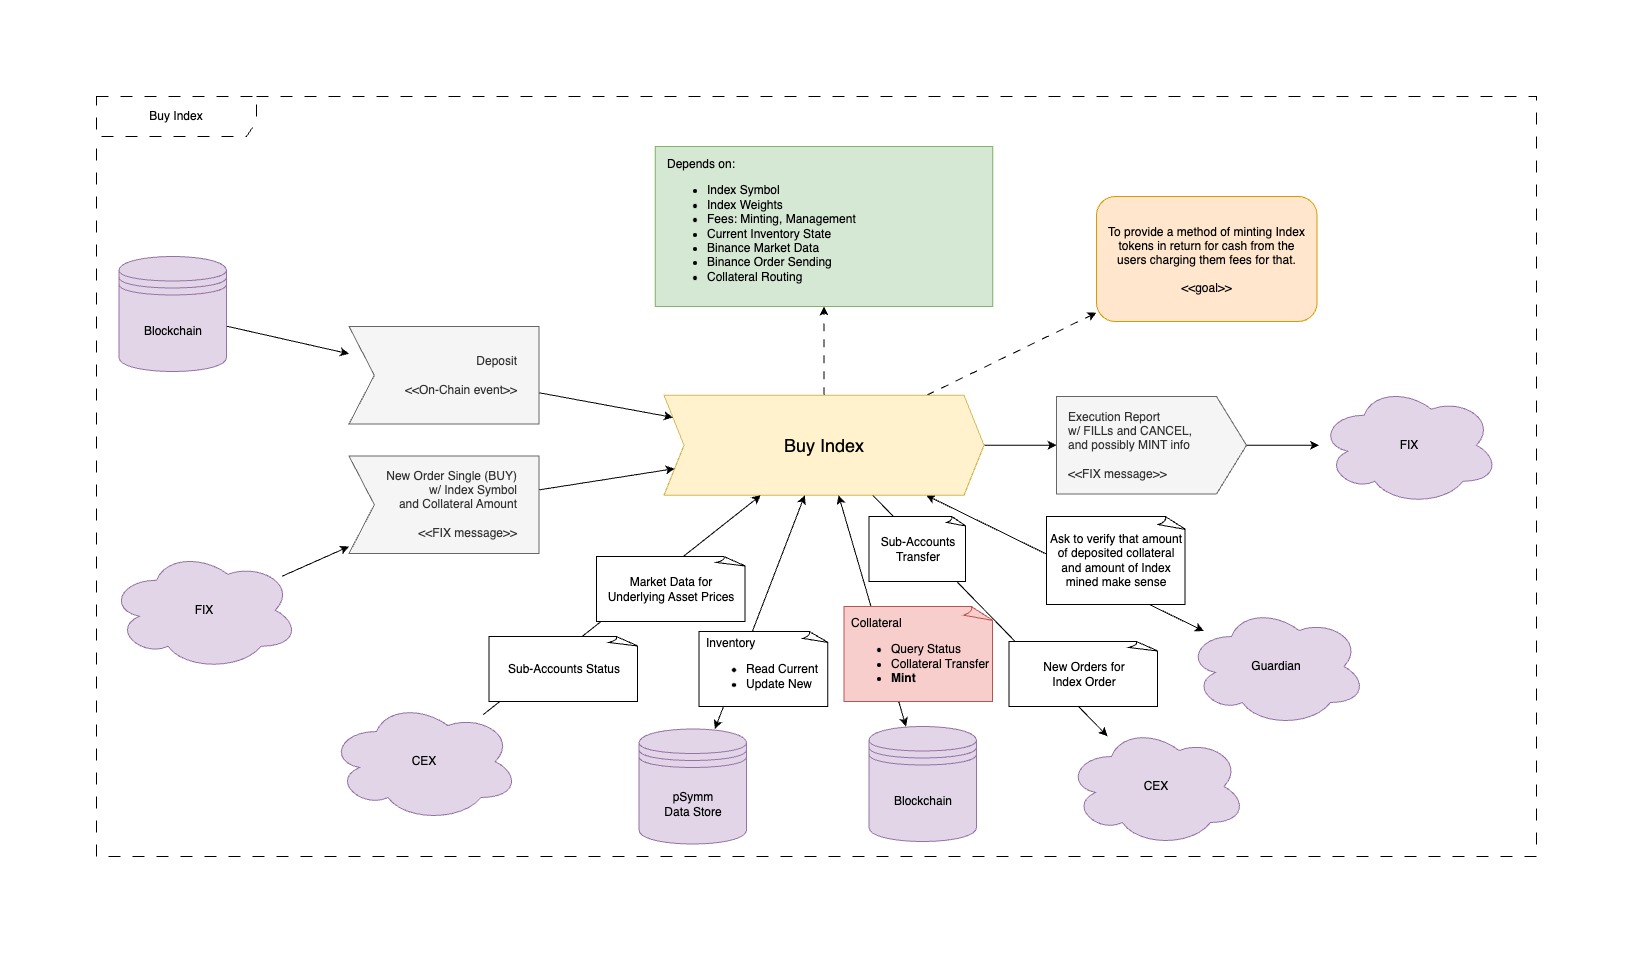 Buy Index
Depends on:
Index Symbol
Index Weights
Fees: Minting, Management
Current Inventory State
Binance Market Data
Binance Order Sending
Collateral Routing
To provide a method of minting Index
tokens in return for cash from the
users charging them fees for that.
<<goal>>
Blockchain
Deposit
<<On-Chain event>>
Buy Index
Execution Report
w/ FILLs and CANCEL,
and possibly MINT info
<<FIX message>>
FIX
New Order Single (BUY)
w/ Index Symbol
and Collateral Amount
<<FIX message>>
FIX
Market Data for
Underlying Asset Prices
Sub-Accounts Status
CEX
Inventory
Read Current
Update New
pSymm
Data Store
Collateral
Query Status
Collateral Transfer
Mint
Blockchain
Sub-Accounts
Transfer
New Orders for
Index Order
CEX
Ask to verify that amount
of deposited collateral
and amount of Index
mined make sense
Guardian